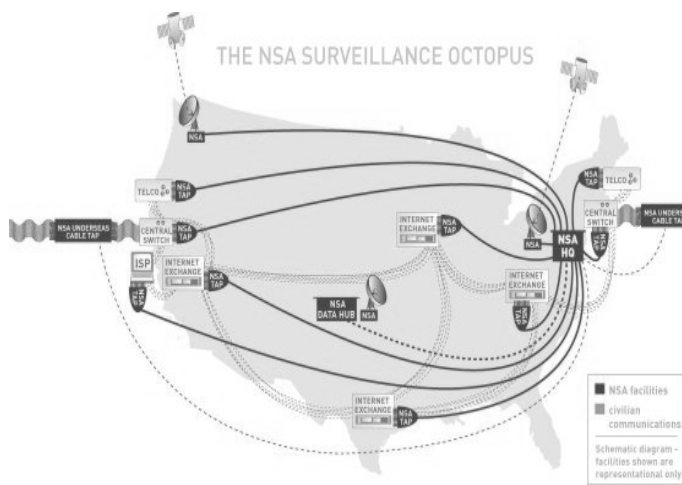 THE NSA SURVEILLANCE OCTOPUS
NSA
TELCO
NSA
TAP
NSA UNDERSEAS
CABLE TAP
CENTRAL
SWITCH
NSA
TAP
ISP
NSA
TAP
INTERNET
EXCHANGE
NSA
TAP
INTERNET
EXCHANGE
NSA
TAP
NSA
DATA HUB
NSA
INTERNET
EXCHANGE
NSA
TAP
NSA
NSA
HQ
INTERNET
EXCHANGE
NSA
TAP
NSA
TAP
TELCO
CENTRAL
SWITCH
NSA
TAP
NSA UNDERSEAS
CABLE TAP
NSA facilities
civilian
communications
Schematic diagram -
facilities shown are
representational only